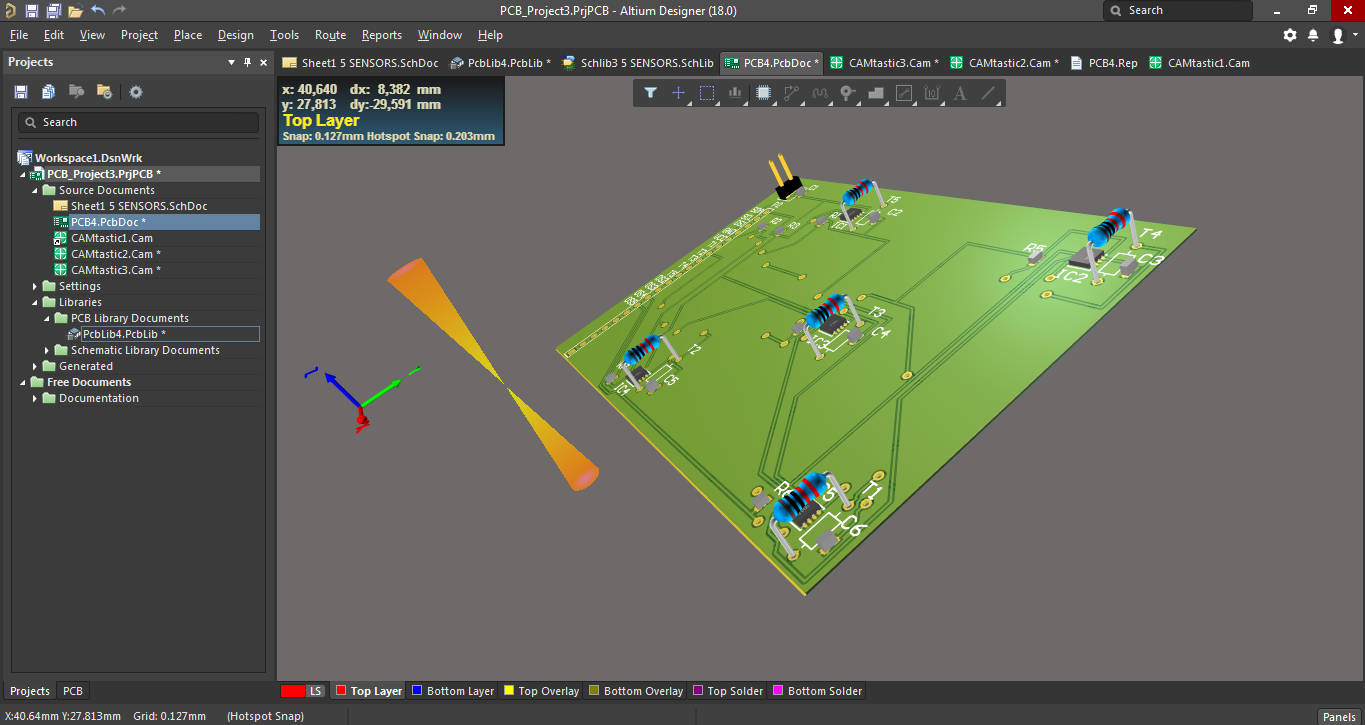 PCB_Project3.PrjPCB - Altium Designer (18.0)
Search
File Edit View Project Place Design Tools Route Reports Window Help
Projects
Sheet1 5 SENSORS.SchDoc
PcbLib4.PcbLib *
Schlib3 5 SENSORS.SchLib
PCB4.PcbDoc *
CAMtastic3.Cam *
CAMtastic2.Cam *
PCB4.Rep
CAMtastic1.Cam
Search
Workspace1.DsnWrk
PCB_Project3.PrjPCB *
Source Documents
Sheet1 5 SENSORS.SchDoc
PCB4.PcbDoc *
CAMtastic1.Cam
CAMtastic2.Cam *
CAMtastic3.Cam *
Settings
Libraries
PCB Library Documents
PcbLib4.PcbLib *
Schematic Library Documents
Generated
Free Documents
Documentation
x: 40,640 dx: 8,382 mm
y: 27,813 dy:-29,591 mm
Top Layer
Snap: 0.127mm Hotspot Snap: 0.203mm
T5
C2
T4
R5
C3
IC2
T3
C4
IC3
T2
IC4
C5
T1
C6
Projects
PCB
LS
Top Layer
Bottom Layer
Top Overlay
Bottom Overlay
Top Solder
Bottom Solder
X:40.64mm Y:27.813mm Grid: 0.127mm (Hotspot Snap)
Panels